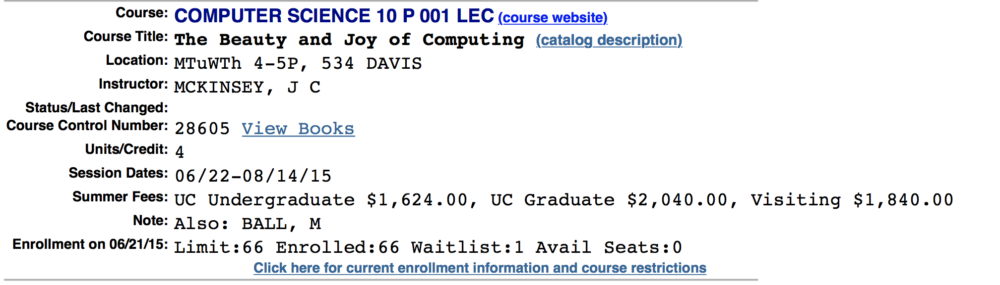 Course: COMPUTER SCIENCE 10 P 001 LEC (course website)
Course Title: The Beauty and Joy of Computing (catalog description)
Location: MTuWTh 4-5P, 534 DAVIS
Instructor: MCKINSEY, J C
Status/Last Changed:
Course Control Number: 28605 View Books
Units/Credit: 4
Session Dates: 06/22-08/14/15
Summer Fees: UC Undergraduate $1,624.00, UC Graduate $2,040.00, Visiting $1,840.00
Note: Also: BALL, M
Enrollment on 06/21/15: Limit:66 Enrolled:66 Waitlist:1 Avail Seats:0
Click here for current enrollment information and course restrictions